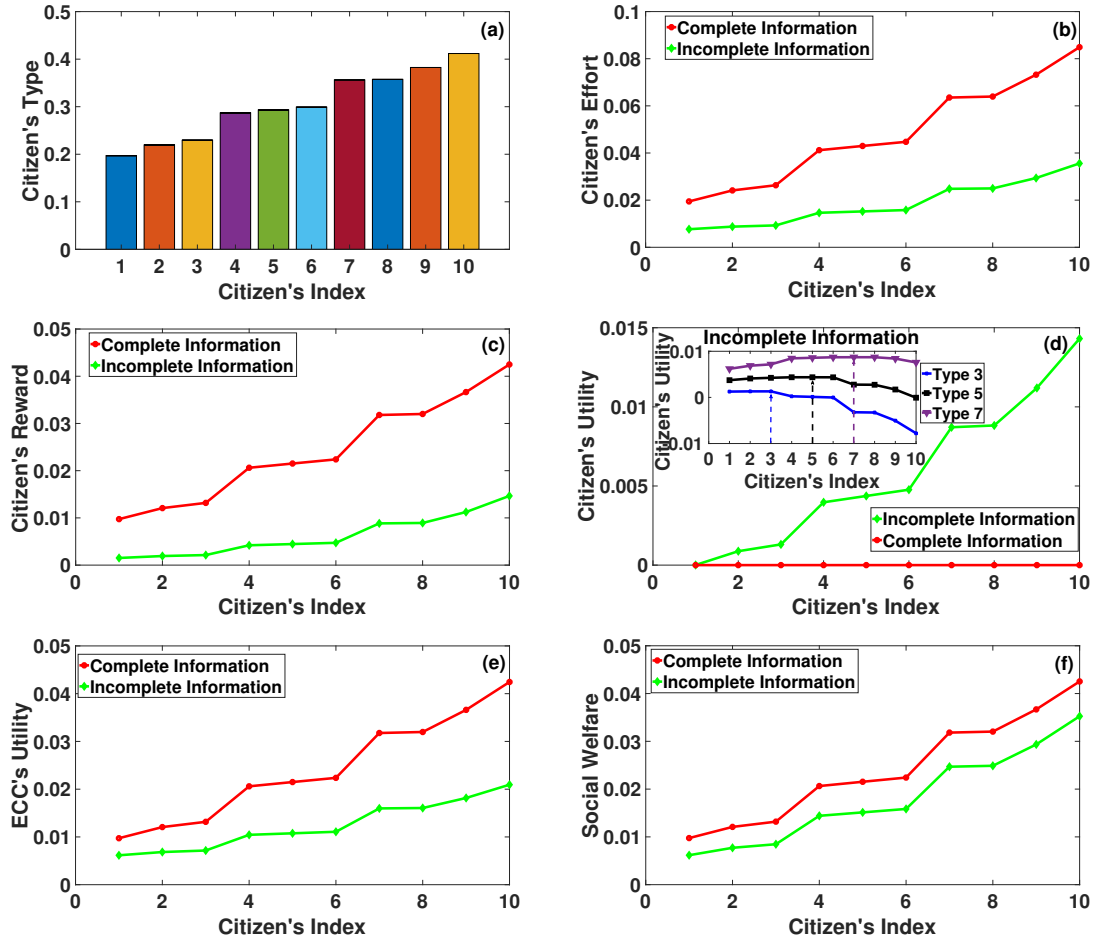 (a)
Citizen's Type
0.5
0.4
0.3
0.2
0.1
0
1 2 3 4 5 6 7 8 9 10
Citizen's Index
(b)
Complete Information
Incomplete Information
Citizen's Effort
0.1
0.08
0.06
0.04
0.02
0
0 2 4 6 8 10
Citizen's Index
(c)
Complete Information
Incomplete Information
Citizen's Reward
0.05
0.04
0.03
0.02
0.01
0
0 2 4 6 8 10
Citizen's Index
(d)
Citizen's Utility
0.015
0.01
0.005
0
0 2 4 6 8 10
Citizen's Index
Incomplete Information
Citizen's Utility
0.01
0
-0.01
0 1 2 3 4 5 6 7 8 9 10
Citizen's Index
Type 3
Type 5
Type 7
Incomplete Information
Complete Information
(e)
Complete Information
Incomplete Information
ECC's Utility
0.05
0.04
0.03
0.02
0.01
0
0 2 4 6 8 10
Citizen's Index
(f)
Complete Information
Incomplete Information
Social Welfare
0.05
0.04
0.03
0.02
0.01
0
0 2 4 6 8 10
Citizen's Index